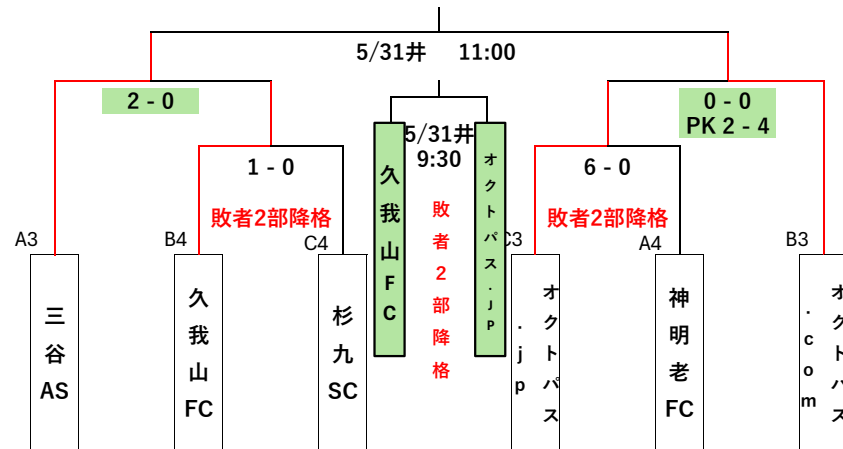 5/31井 11:00
2 - 0
0 - 0
PK 2 - 4
5/31井
9:30
1 - 0
6 - 0
敗者2部降格
敗者2部降格
敗者2部降格
久我山FC
オクトパス.JP
A3
B4
C4
C3
A4
B3
三谷AS
久我山FC
杉九SC
オクトパス
.jp
神明老FC
オクトパス
.com